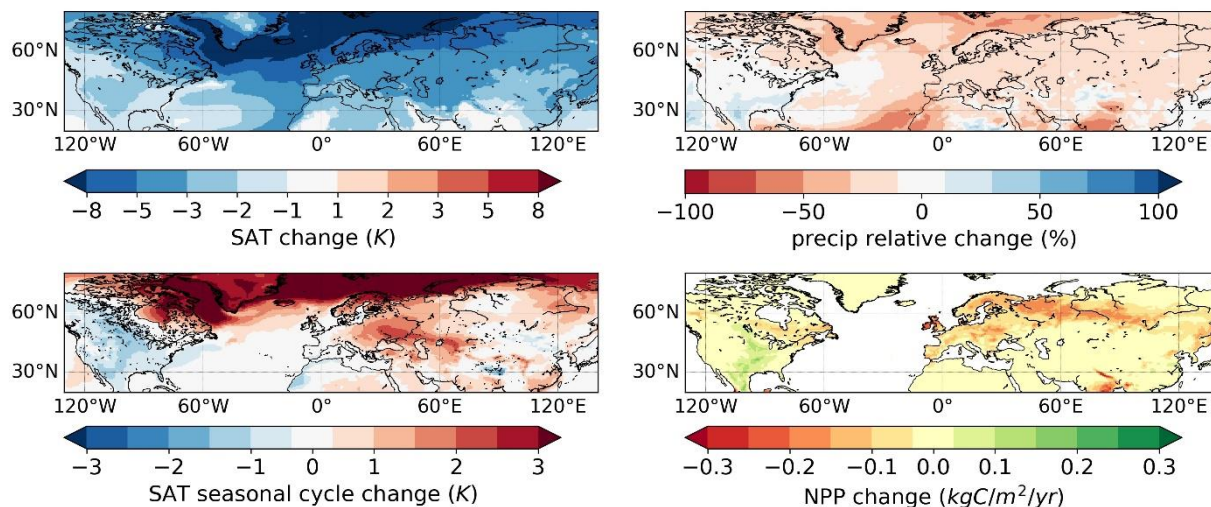 60°N
30°N
120°W 60°W 0° 60°E 120°E
−8 −5 −3 −2 −1 1 2 3 5 8
SAT change (K)
60°N
30°N
120°W 60°W 0° 60°E 120°E
−100 −50 0 50 100
precip relative change (%)
60°N
30°N
120°W 60°W 0° 60°E 120°E
−3 −2 −1 0 1 2 3
SAT seasonal cycle change (K)
60°N
30°N
120°W 60°W 0° 60°E 120°E
−0.3 −0.2 −0.1 0.0 0.1 0.2 0.3
NPP change (kgC/m²/yr)